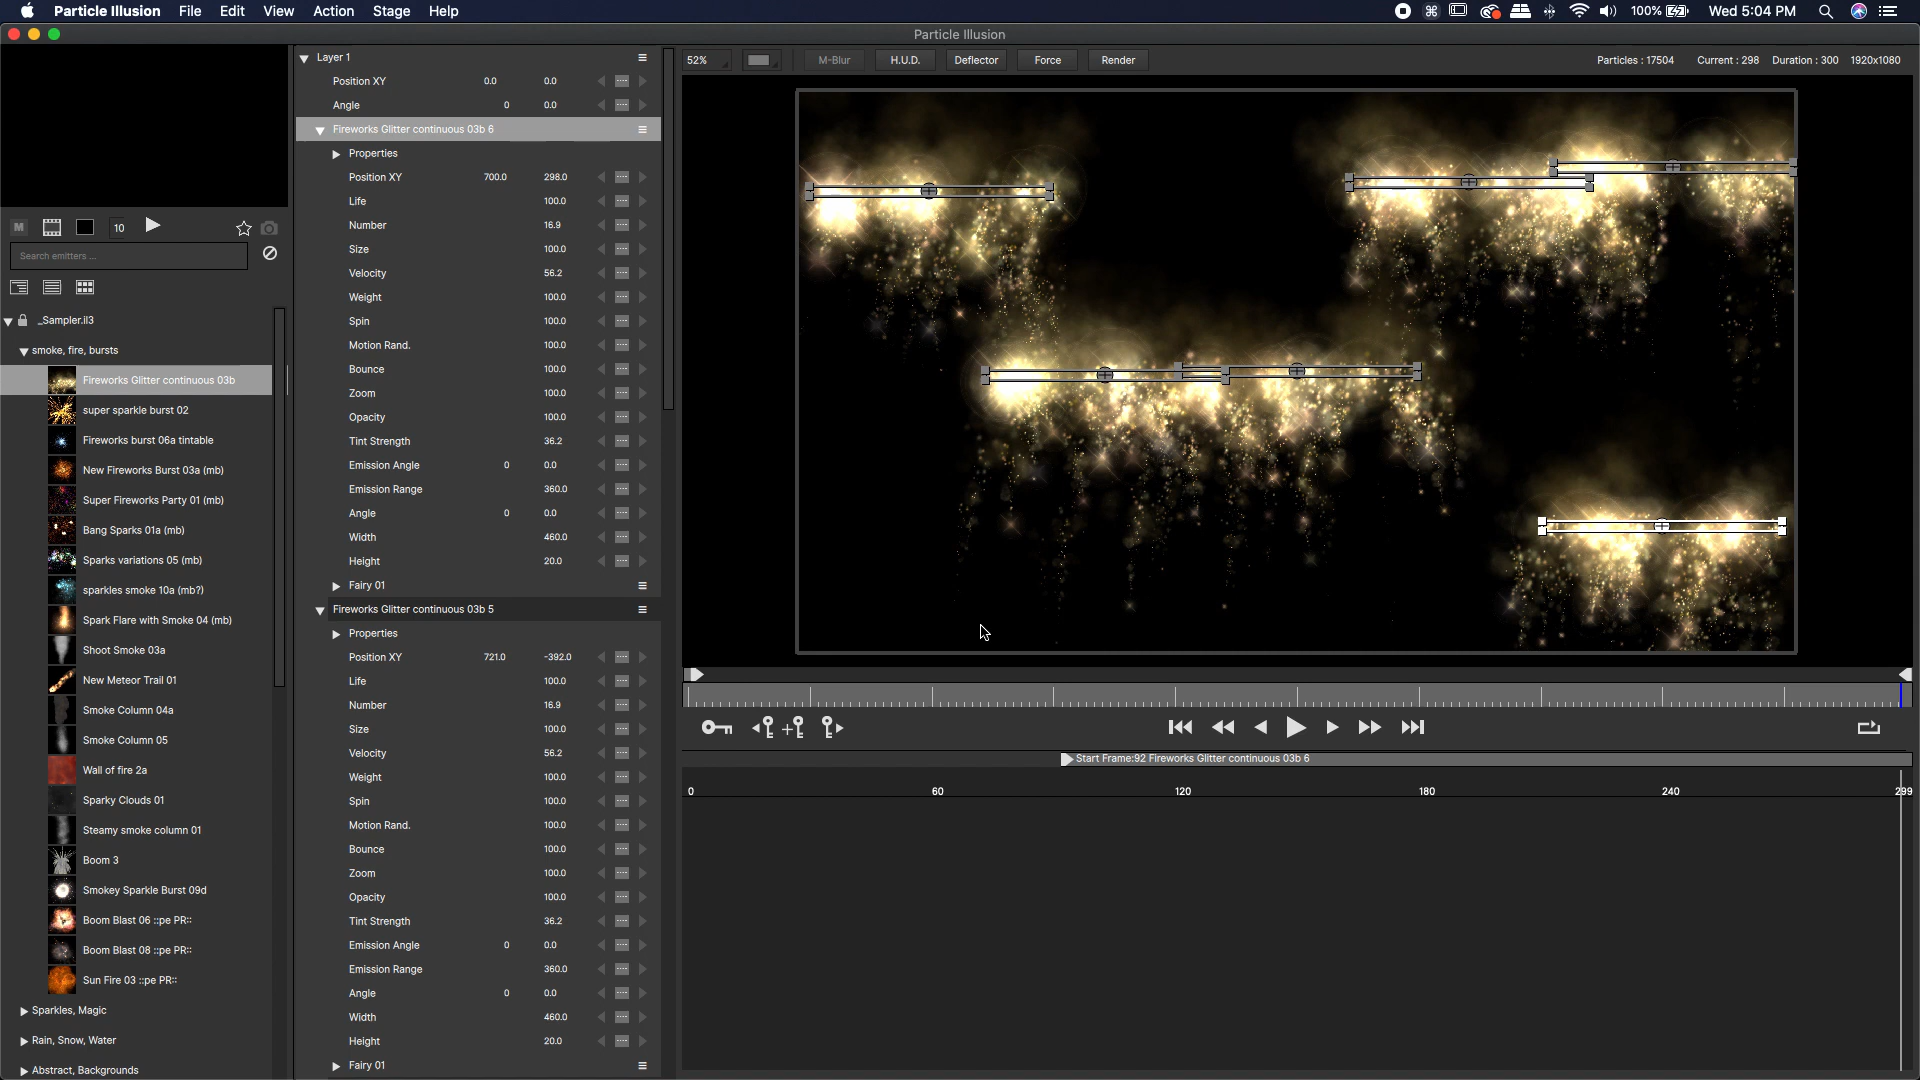 Particle Illusion File Edit View Action Stage Help
100% Wed 5:04 PM
Particle Illusion
52% M-Blur H.U.D. Deflector Force Render Particles : 17504 Current : 298 Duration : 300 1920x1080
M 10
Search emitters ...
_Sampler.il3
smoke, fire, bursts
Fireworks Glitter continuous 03b
super sparkle burst 02
Fireworks burst 06a tintable
New Fireworks Burst 03a (mb)
Super Fireworks Party 01 (mb)
Bang Sparks 01a (mb)
Sparks variations 05 (mb)
sparkles smoke 10a (mb?)
Spark Flare with Smoke 04 (mb)
Shoot Smoke 03a
New Meteor Trail 01
Smoke Column 04a
Smoke Column 05
Wall of fire 2a
Sparky Clouds 01
Steamy smoke column 01
Boom 3
Smokey Sparkle Burst 09d
Boom Blast 06 ::pe PR::
Boom Blast 08 ::pe PR::
Sun Fire 03 ::pe PR::
Sparkles, Magic
Rain, Snow, Water
Abstract, Backgrounds
Layer 1
Position XY 0.0 0.0
Angle 0 0.0
Fireworks Glitter continuous 03b 6
Properties
Position XY 700.0 298.0
Life 100.0
Number 16.9
Size 100.0
Velocity 56.2
Weight 100.0
Spin 100.0
Motion Rand. 100.0
Bounce 100.0
Zoom 100.0
Opacity 100.0
Tint Strength 36.2
Emission Angle 0 0.0
Emission Range 360.0
Angle 0 0.0
Width 460.0
Height 20.0
Fairy 01
Fireworks Glitter continuous 03b 5
Properties
Position XY 721.0 -392.0
Life 100.0
Number 16.9
Size 100.0
Velocity 56.2
Weight 100.0
Spin 100.0
Motion Rand. 100.0
Bounce 100.0
Zoom 100.0
Opacity 100.0
Tint Strength 36.2
Emission Angle 0 0.0
Emission Range 360.0
Angle 0 0.0
Width 460.0
Height 20.0
Fairy 01
Start Frame:92 Fireworks Glitter continuous 03b 6
0 60 120 180 240 299